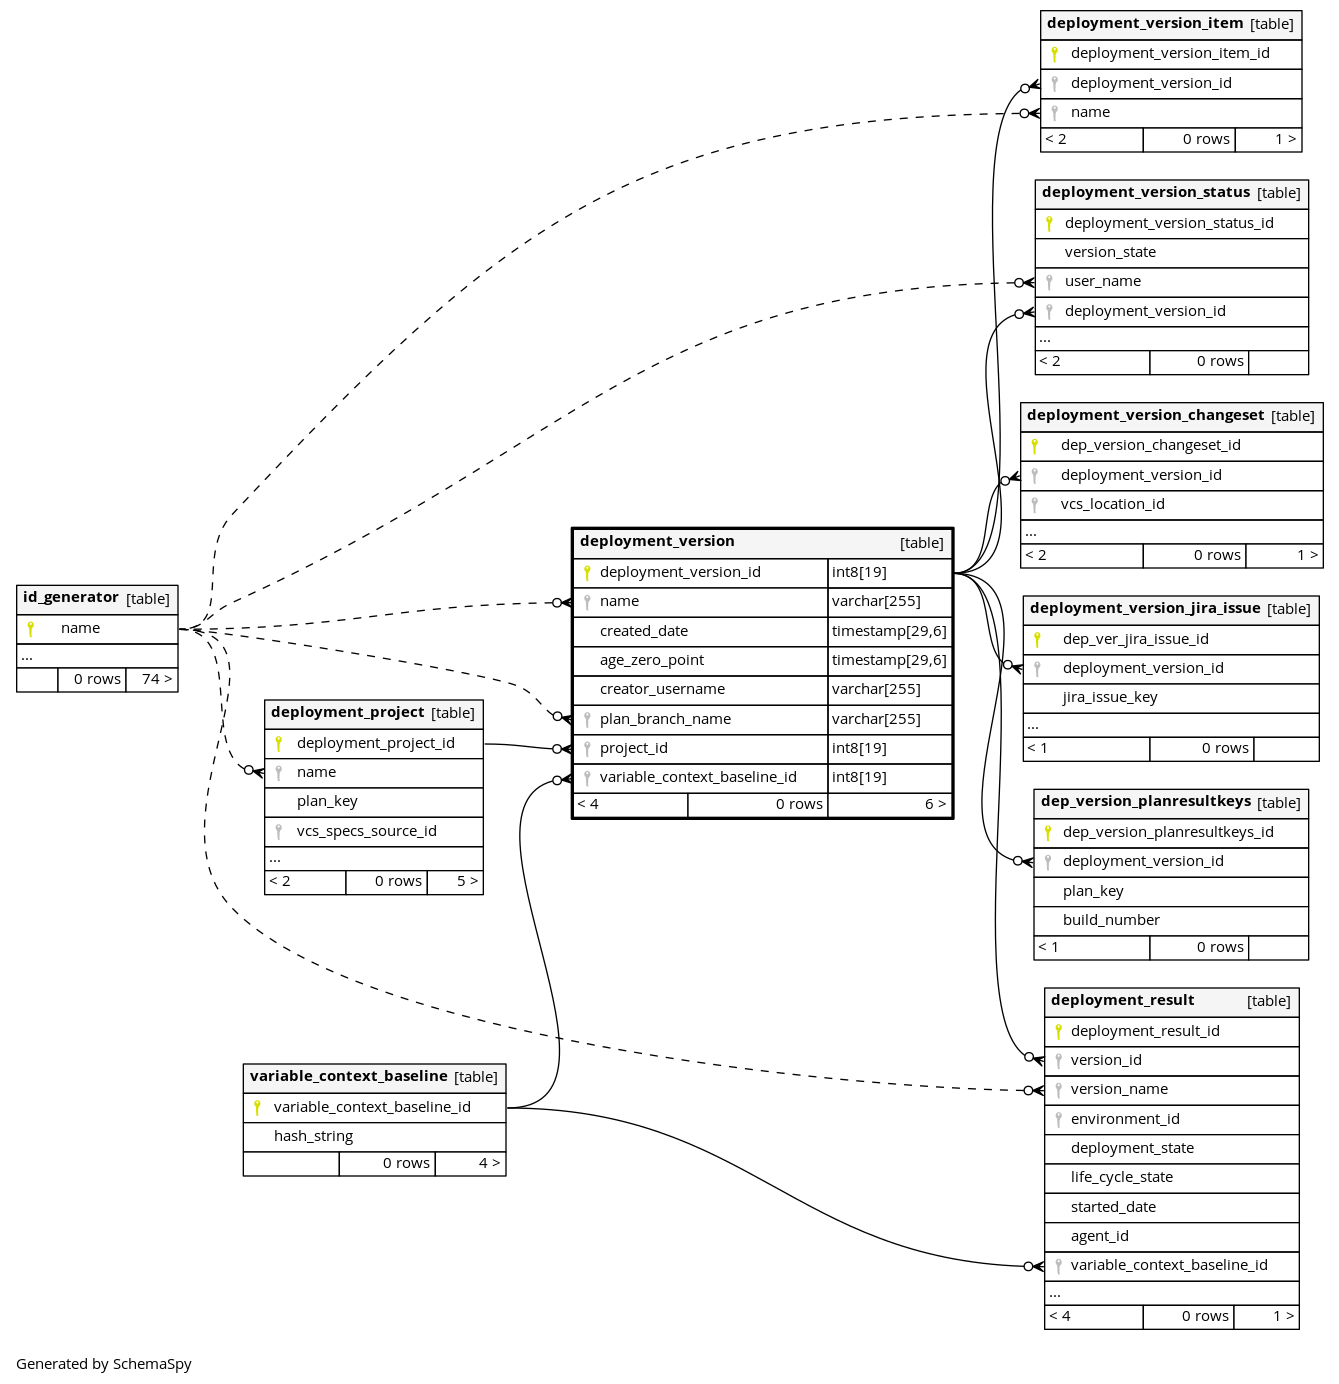 deployment_version_item [table]
deployment_version_item_id
deployment_version_id
name
< 2 0 rows 1 >
deployment_version_status [table]
deployment_version_status_id
version_state
user_name
deployment_version_id
...
< 2 0 rows
deployment_version_changeset [table]
dep_version_changeset_id
deployment_version_id
vcs_location_id
...
< 2 0 rows 1 >
deployment_version [table]
deployment_version_id int8[19]
name varchar[255]
created_date timestamp[29,6]
age_zero_point timestamp[29,6]
creator_username varchar[255]
plan_branch_name varchar[255]
project_id int8[19]
variable_context_baseline_id int8[19]
< 4 0 rows 6 >
id_generator [table]
name
...
0 rows 74 >
deployment_version_jira_issue [table]
dep_ver_jira_issue_id
deployment_version_id
jira_issue_key
...
< 1 0 rows
deployment_project [table]
deployment_project_id
name
plan_key
vcs_specs_source_id
...
< 2 0 rows 5 >
dep_version_planresultkeys [table]
dep_version_planresultkeys_id
deployment_version_id
plan_key
build_number
< 1 0 rows
deployment_result [table]
deployment_result_id
version_id
version_name
environment_id
deployment_state
life_cycle_state
started_date
agent_id
variable_context_baseline_id
...
< 4 0 rows 1 >
variable_context_baseline [table]
variable_context_baseline_id
hash_string
0 rows 4 >
Generated by SchemaSpy